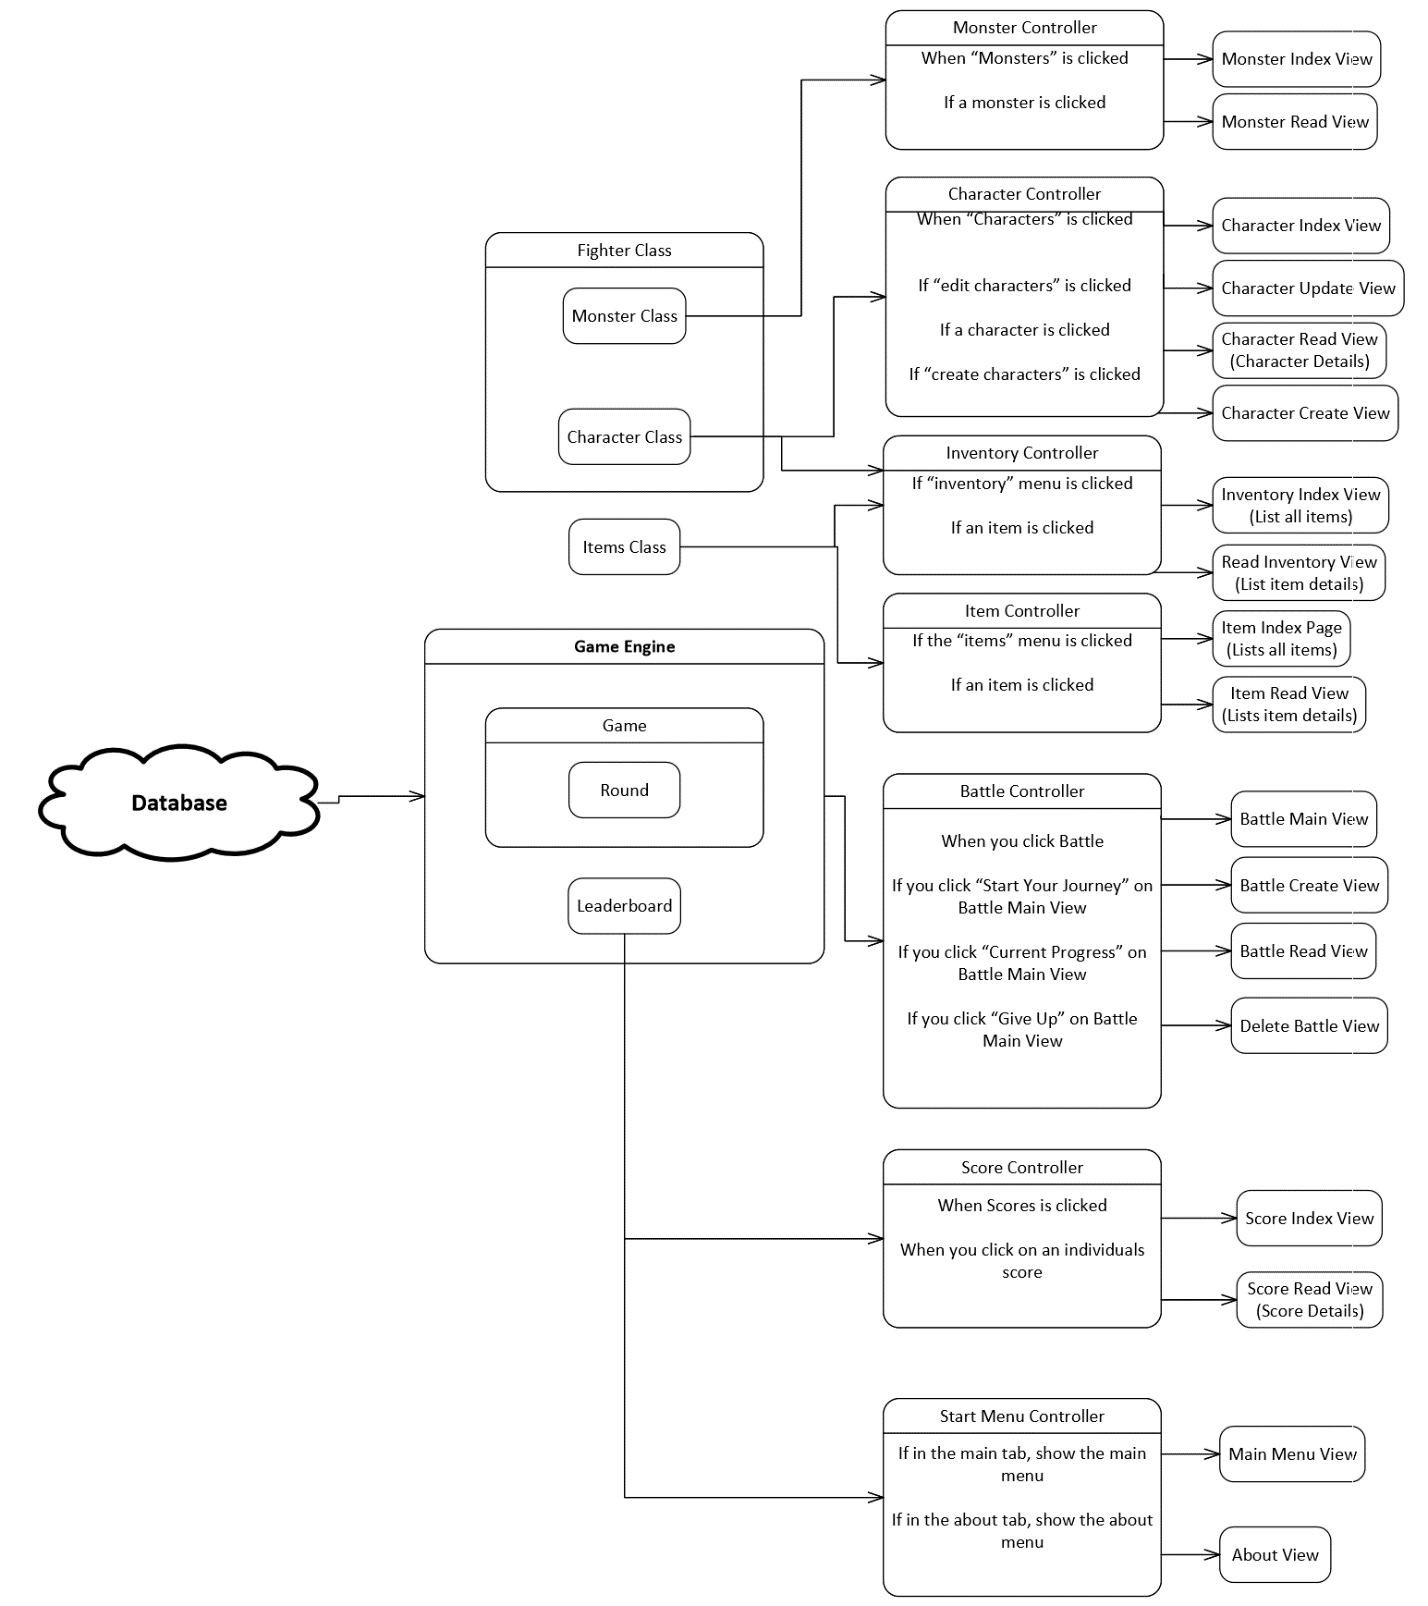 Monster Controller
When “Monsters” is clicked
If a monster is clicked
Monster Index View
Monster Read View
Character Controller
When “Characters” is clicked
If “edit characters” is clicked
If a character is clicked
If “create characters” is clicked
Character Index View
Character Update View
Character Read View
(Character Details)
Character Create View
Fighter Class
Monster Class
Character Class
Inventory Controller
If “inventory” menu is clicked
If an item is clicked
Inventory Index View
(List all items)
Read Inventory View
(List item details)
Items Class
Item Controller
If the “items” menu is clicked
If an item is clicked
Item Index Page
(Lists all items)
Item Read View
(Lists item details)
Game Engine
Game
Round
Leaderboard
Database
Battle Controller
When you click Battle
If you click “Start Your Journey” on
Battle Main View
If you click “Current Progress” on
Battle Main View
If you click “Give Up” on Battle
Main View
Battle Main View
Battle Create View
Battle Read View
Delete Battle View
Score Controller
When Scores is clicked
When you click on an individuals
score
Score Index View
Score Read View
(Score Details)
Start Menu Controller
If in the main tab, show the main
menu
If in the about tab, show the about
menu
Main Menu View
About View